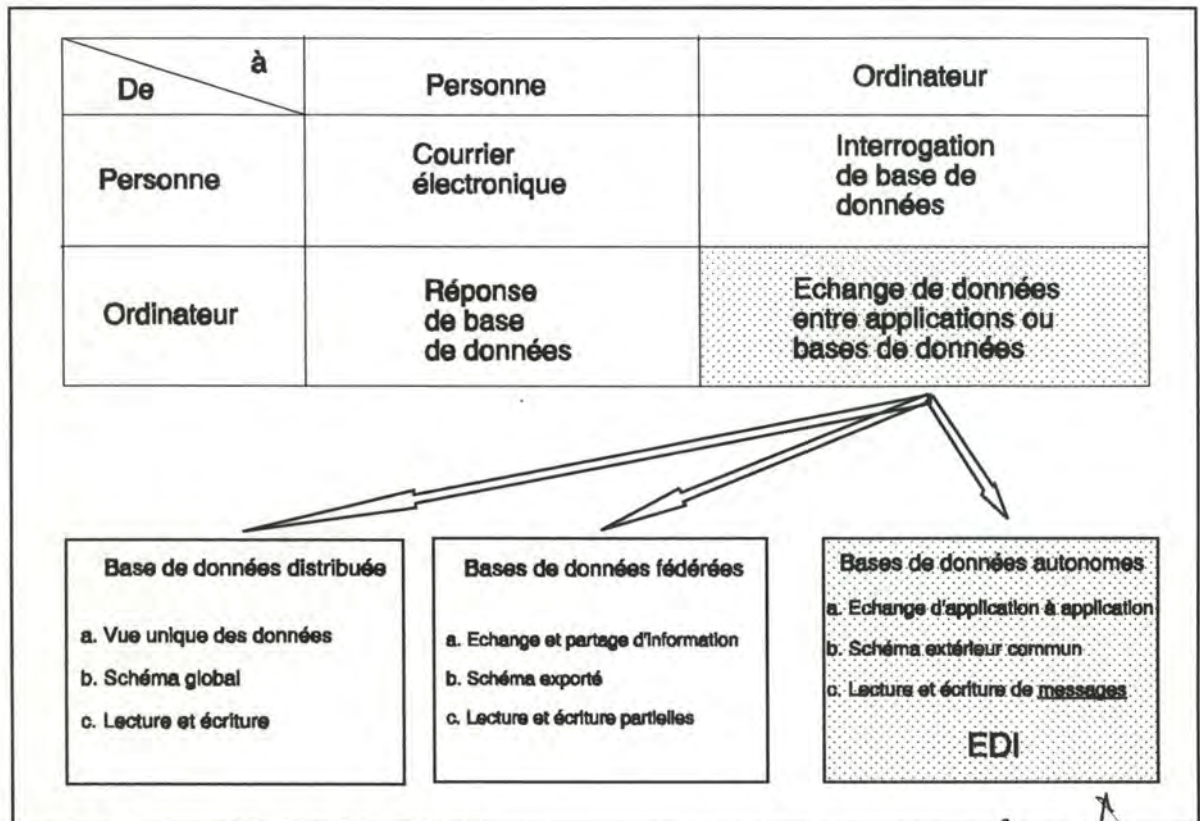 à
De
Personne
Ordinateur
Personne
Courrier
électronique
Interrogation
de base de
données
Ordinateur
Réponse
de base
de données
Echange de données
entre applications ou
bases de données
Base de données distribuée
a. Vue unique des données
b. Schéma global
c. Lecture et écriture
Bases de données fédérées
a. Echange et partage d'information
b. Schéma exporté
c. Lecture et écriture partielles
Bases de données autonomes
a. Echange d'application à application
b. Schéma extérieur commun
c. Lecture et écriture de messages
EDI